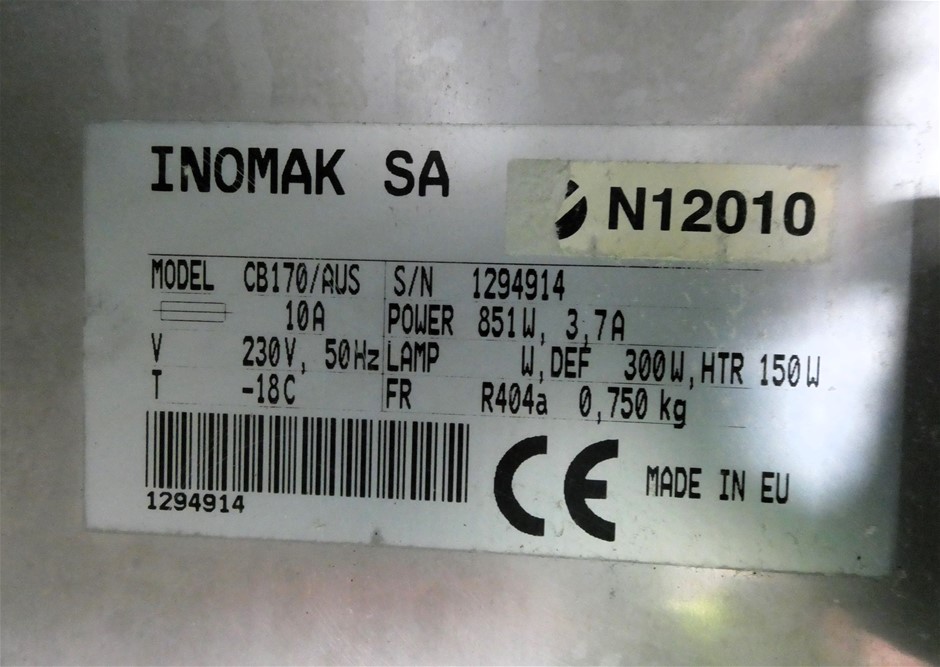 INOMAK SA
N12010
MODEL CB170/AUS S/N 1294914
10A POWER 851W, 3,7A
V 230V, 50Hz LAMP W, DEF 300W, HTR 150W
T -18C FR R404a 0,750 kg
1294914
CE MADE IN EU